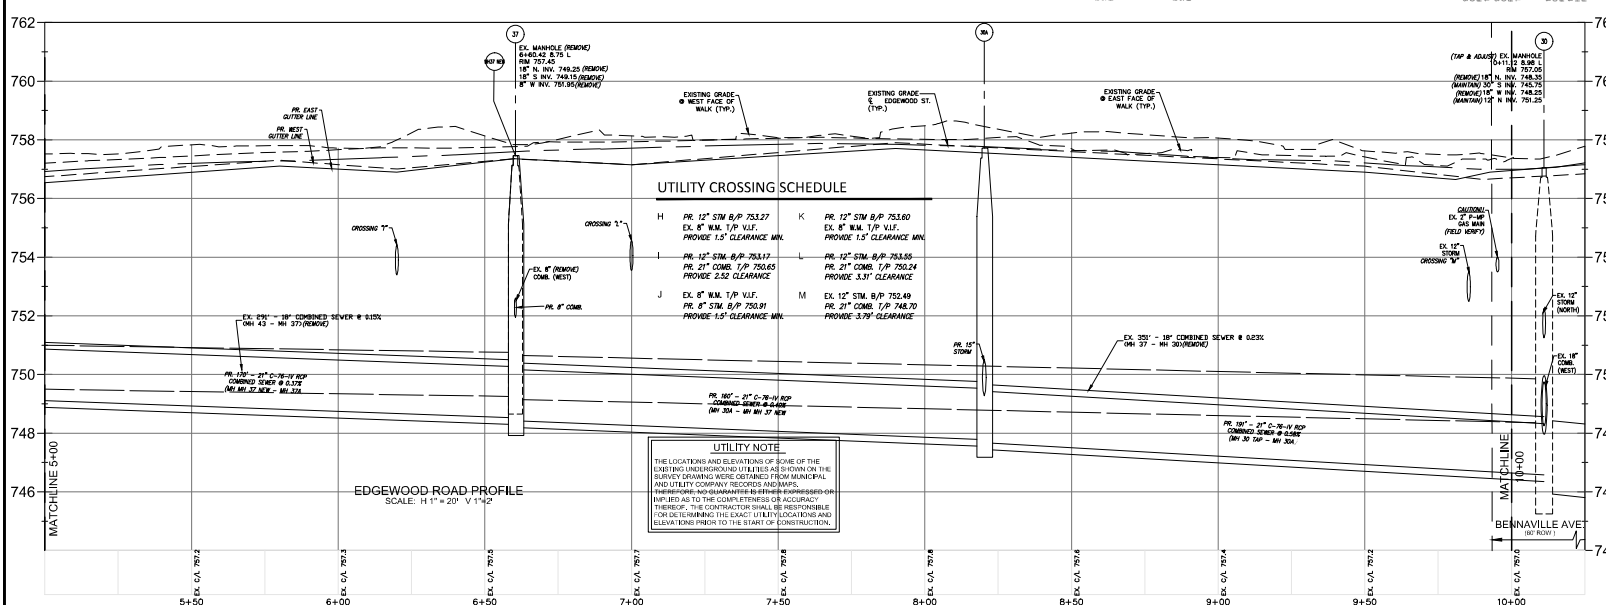 762
760
758
756
754
752
750
748
746
37
30A
30
EX. MANHOLE (REMOVE)
6+60.42 8.75 L
RIM 757.45
18" N. INV. 749.25 (REMOVE)
18" S INV. 749.15 (REMOVE)
8" W INV. 751.95 (REMOVE)
(TAP & ADJUST) EX. MANHOLE
10+11.12 8.98 L
RIM 757.05
(REMOVE) 18" N. INV. 748.35
(MAINTAIN) 30" S INV. 745.75
(REMOVE) 18" W INV. 748.25
(MAINTAIN) 12" N INV. 751.25
PR. EAST
GUTTER LINE
PR. WEST
GUTTER LINE
EXISTING GRADE
@ WEST FACE OF
WALK (TYP.)
EXISTING GRADE
EDGEWOOD ST.
(TYP.)
EXISTING GRADE
@ EAST FACE OF
WALK (TYP.)
UTILITY CROSSING SCHEDULE
H PR. 12" STM B/P 753.27
EX. 8" W.M. T/P V.I.F.
PROVIDE 1.5' CLEARANCE MIN.
I PR. 12" STM. B/P 753.17
PR. 21" COMB. T/P 750.65
PROVIDE 2.52 CLEARANCE
J EX. 8" W.M. T/P V.I.F.
PR. 8" STM. B/P 750.91
PROVIDE 1.5' CLEARANCE MIN.
K PR. 12" STM B/P 753.60
EX. 8" W.M. T/P V.I.F.
PROVIDE 1.5' CLEARANCE MIN.
L PR. 12" STM. B/P 753.55
PR. 21" COMB. T/P 750.24
PROVIDE 3.31' CLEARANCE
M EX. 12" STM. B/P 752.49
PR. 21" COMB. T/P 748.70
PROVIDE 3.79' CLEARANCE
CROSSING "I"
CROSSING "L"
EX. 8" (REMOVE)
COMB. (WEST)
PR. 8" COMB.
CAUTION!!
EX. 2" P-MP
GAS MAIN
(FIELD VERIFY)
EX. 12"
STORM
CROSSING "M"
EX. 12"
STORM
(NORTH)
EX. 18"
COMB.
(WEST)
EX. 291' - 18" COMBINED SEWER @ 0.15%
(MH 43 - MH 37)(REMOVE)
PR. 15"
STORM
EX. 351' - 18" COMBINED SEWER @ 0.23%
(MH 37 - MH 30)(REMOVE)
PR. 170' - 21" C-76-IV RCP
COMBINED SEWER @ 0.37%
(MH MH 37 NEW - MH 37A
PR. 160' - 21" C-76-IV RCP
COMBINED SEWER @ 0.40%
(MH 30A - MH MH 37 NEW
PR. 191' - 21" C-76-IV RCP
COMBINED SEWER @ 0.58%
(MH 30 TAP - MH 30A
MATCHLINE 5+00
MATCHLINE
10+00
EDGEWOOD ROAD PROFILE
SCALE: H 1" = 20' V 1"=2'
UTILITY NOTE
THE LOCATIONS AND ELEVATIONS OF SOME OF THE
EXISTING UNDERGROUND UTILITIES AS SHOWN ON THE
SURVEY DRAWING WERE OBTAINED FROM MUNICIPAL
AND UTILITY COMPANY RECORDS AND MAPS.
THEREFORE, NO GUARANTEE IS EITHER EXPRESSED OR
IMPLIED AS TO THE COMPLETENESS OR ACCURACY
THEREOF. THE CONTRACTOR SHALL BE RESPONSIBLE
FOR DETERMINING THE EXACT UTILITY LOCATIONS AND
ELEVATIONS PRIOR TO THE START OF CONSTRUCTION.
BENNAVILLE AVE
(60' ROW )
EX. C/L 757.2
EX. C/L 757.3
EX. C/L 757.5
EX. C/L 757.7
EX. C/L 757.8
EX. C/L 757.8
EX. C/L 757.6
EX. C/L 757.4
EX. C/L 757.2
EX. C/L 757.0
5+50
6+00
6+50
7+00
7+50
8+00
8+50
9+00
9+50
10+00